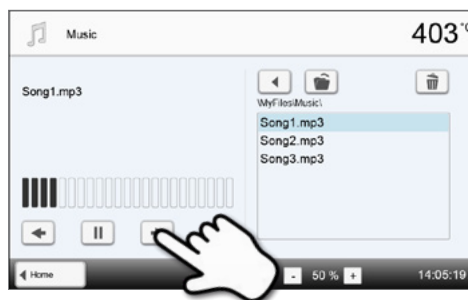 Music
403 °C
Song1.mp3
\MyFiles\Music\
Song1.mp3
Song2.mp3
Song3.mp3
Home
- 50 % +
14:05:19